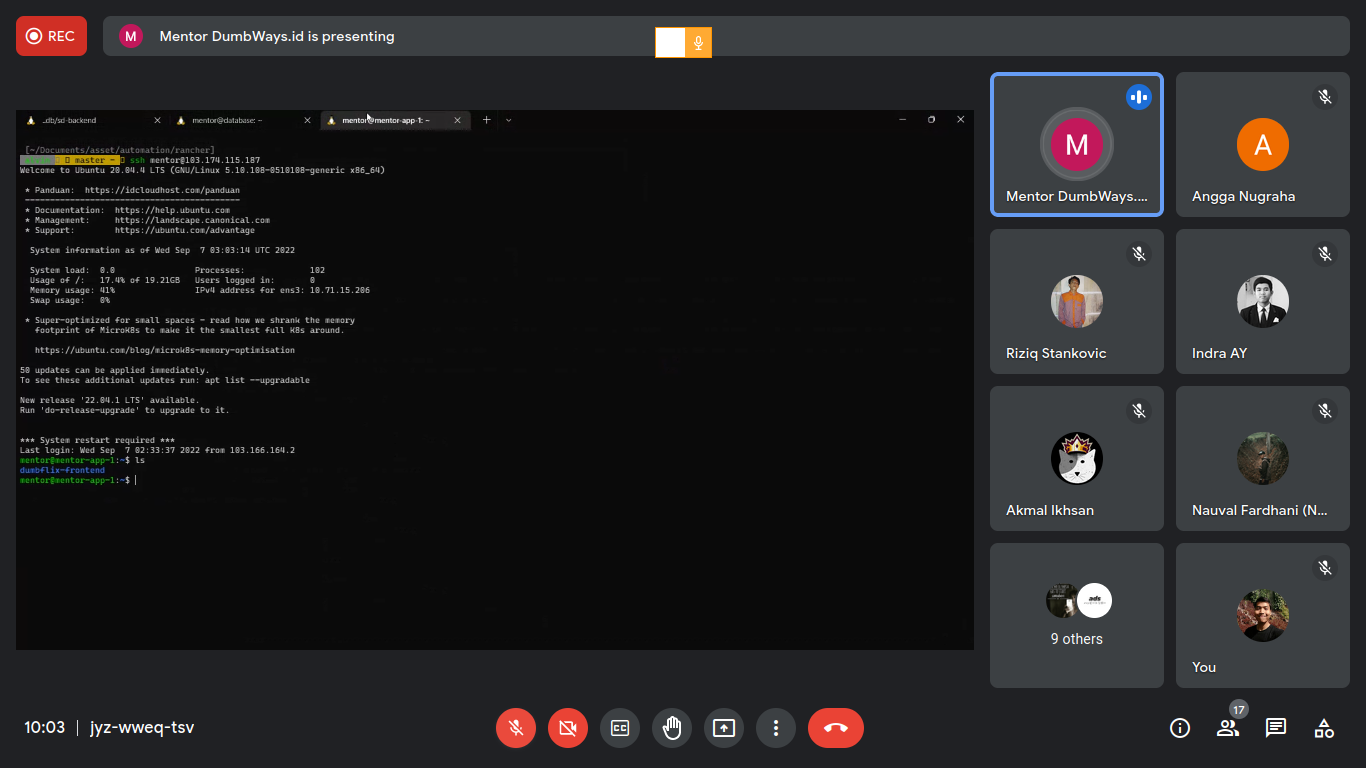 REC
M
Mentor DumbWays.id is presenting
_db/sd-backend
mentor@database: ~
mentor@mentor-app-1: ~
[~/Documents/asset/automation/rancher]
master ~ ssh mentor@103.174.115.187
Welcome to Ubuntu 20.04.4 LTS (GNU/Linux 5.10.108-0510108-generic x86_64)
* Panduan: https://idcloudhost.com/panduan
--------------------------------------------
* Documentation: https://help.ubuntu.com
* Management: https://landscape.canonical.com
* Support: https://ubuntu.com/advantage
System information as of Wed Sep 7 03:03:14 UTC 2022
System load: 0.0 Processes: 102
Usage of /: 17.4% of 19.21GB Users logged in: 0
Memory usage: 41% IPv4 address for ens3: 10.71.15.206
Swap usage: 0%
* Super-optimized for small spaces - read how we shrank the memory
footprint of MicroK8s to make it the smallest full K8s around.
https://ubuntu.com/blog/microk8s-memory-optimisation
50 updates can be applied immediately.
To see these additional updates run: apt list --upgradable
New release '22.04.1 LTS' available.
Run 'do-release-upgrade' to upgrade to it.
*** System restart required ***
Last login: Wed Sep 7 02:33:37 2022 from 103.166.164.2
mentor@mentor-app-1:~$ ls
dumbflix-frontend
mentor@mentor-app-1:~$
M
Mentor DumbWays....
A
Angga Nugraha
Riziq Stankovic
Indra AY
Akmal Ikhsan
Nauval Fardhani (N...
ads
9 others
You
10:03 | jyz-wweq-tsv
CC
17